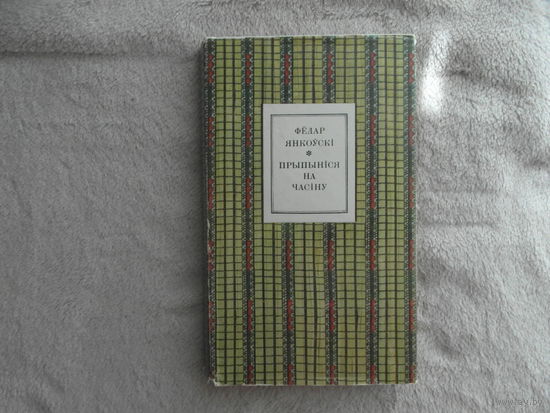 ФЁДАР
ЯНКОЎСКІ
*
ПРЫПЫНІСЯ
НА
ЧАСІНУ